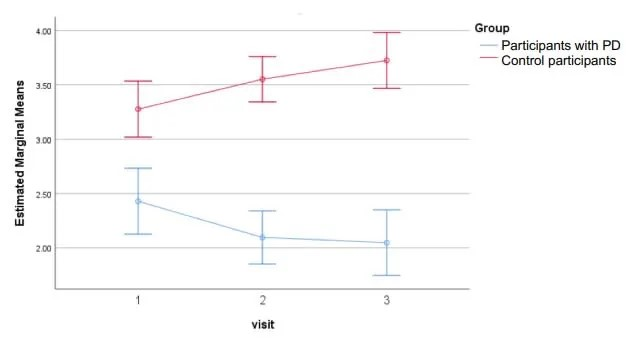 Group
Participants with PD
Control participants
Estimated Marginal Means
4.00
3.50
3.00
2.50
2.00
1
2
3
visit